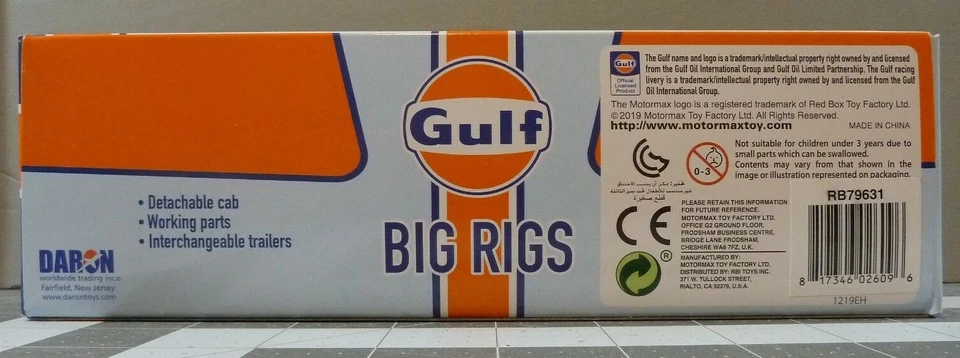 Gulf
BIG RIGS
• Detachable cab
• Working parts
• Interchangeable trailers
DARON
worldwide trading inc.
Fairfield, New Jersey
www.darontoys.com
Gulf
Official
Licensed
Product
The Gulf name and logo is a trademark/intellectual property right owned by and licensed
from the Gulf Oil International Group and Gulf Oil Limited Partnership. The Gulf racing
livery is a trademark/intellectual property right owned by and licensed from the Gulf
Oil International Group.
The Motormax logo is a registered trademark of Red Box Toy Factory Ltd.
© 2019 Motormax Toy Factory Ltd. All Rights Reserved.
http://www.motormaxtoy.com
MADE IN CHINA
0-3
Not suitable for children under 3 years due to
small parts which can be swallowed.
Contents may vary from that shown in the
image or illustration represented on packaging.
CE
PLEASE RETAIN THIS INFORMATION
FOR FUTURE REFERENCE.
MOTORMAX TOY FACTORY LTD.
OFFICE G2 GROUND FLOOR,
FRODSHAM BUSINESS CENTRE,
BRIDGE LANE FRODSHAM,
CHESHIRE WA6 7FZ, U.K.
MANUFACTURED BY:
MOTORMAX TOY FACTORY LTD.
DISTRIBUTED BY: RBI TOYS INC.
371 W. TULLOCK STREET,
RIALTO, CA 92376, U.S.A.
®
RB79631
8 17346 02609 6
1219EH